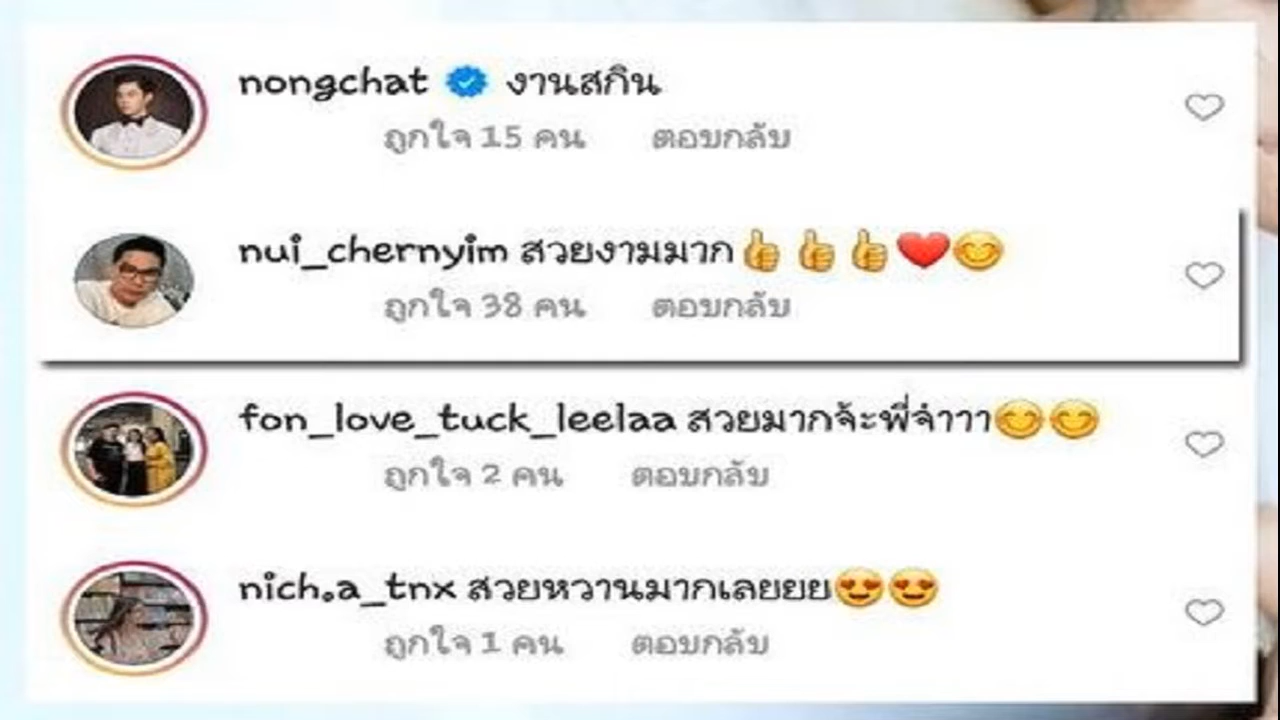 nongchat งานสกิน
ถูกใจ 15 คน ตอบกลับ
nui_chernyim สวยงามมาก👍👍👍❤️😊
ถูกใจ 38 คน ตอบกลับ
fon_love_tuck_leelaa สวยมากจ้ะพี่จ๋าาา😊😊
ถูกใจ 2 คน ตอบกลับ
nich.a_tnx สวยหวานมากเลยยย😍😍
ถูกใจ 1 คน ตอบกลับ